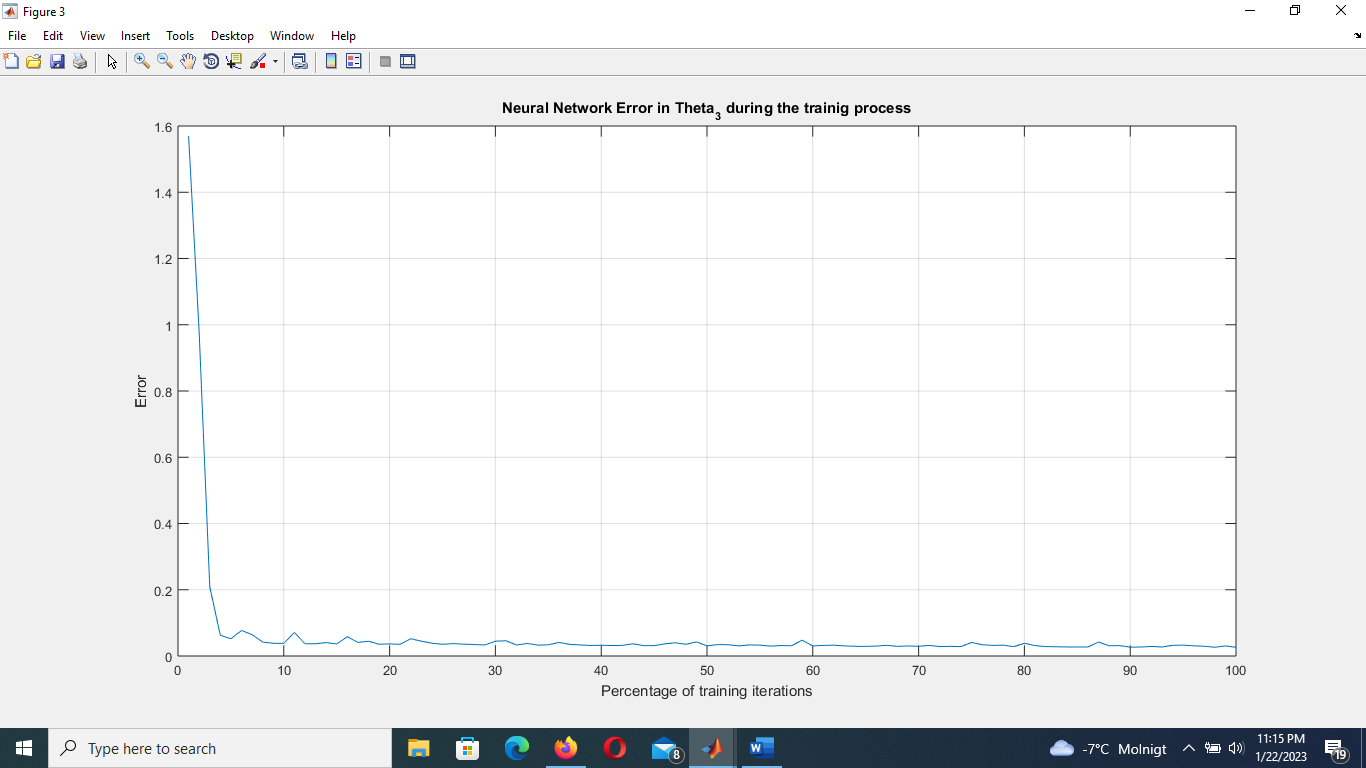 Figure 3
File Edit View Insert Tools Desktop Window Help
Neural Network Error in Theta3 during the trainig process
1.6
1.4
1.2
1
0.8
0.6
0.4
0.2
0
Error
0 10 20 30 40 50 60 70 80 90 100
Percentage of training iterations
Type here to search
8
W
-7°C Molnigt
11:15 PM
1/22/2023
19